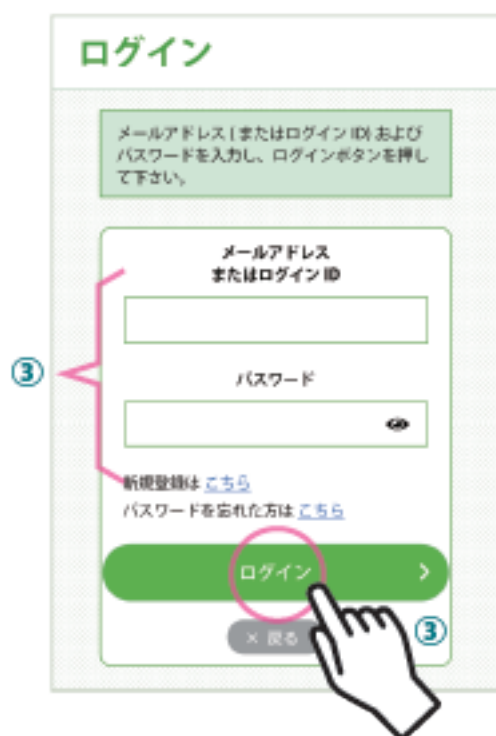 ログイン
メールアドレス(またはログイン ID)および
パスワードを入力し、ログインボタンを押し
て下さい。
メールアドレス
またはログイン ID
③
パスワード
新規登録は こちら
パスワードを忘れた方は こちら
ログイン
③
× 戻る